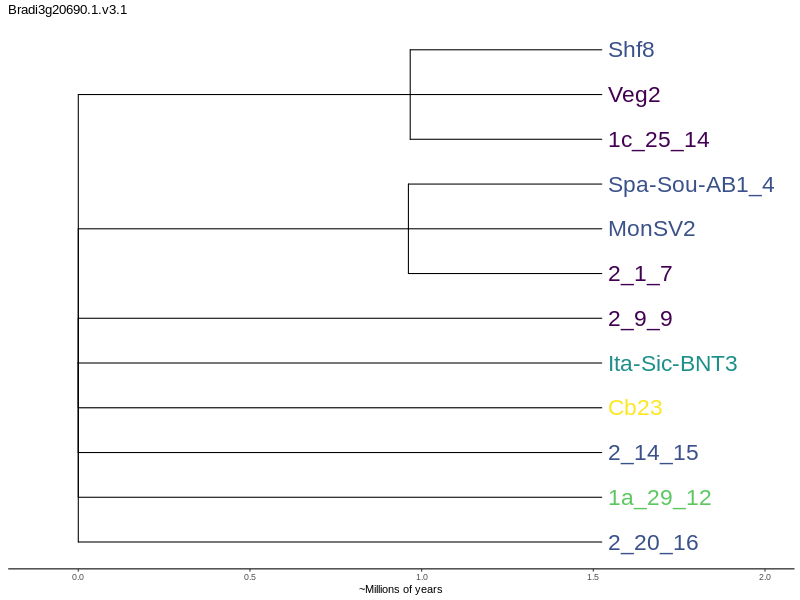 Bradi3g20690.1.v3.1
Shf8
Veg2
1c_25_14
Spa-Sou-AB1_4
MonSV2
2_1_7
2_9_9
Ita-Sic-BNT3
Cb23
2_14_15
1a_29_12
2_20_16
0.0 0.5 1.0 1.5 2.0
~Millions of years